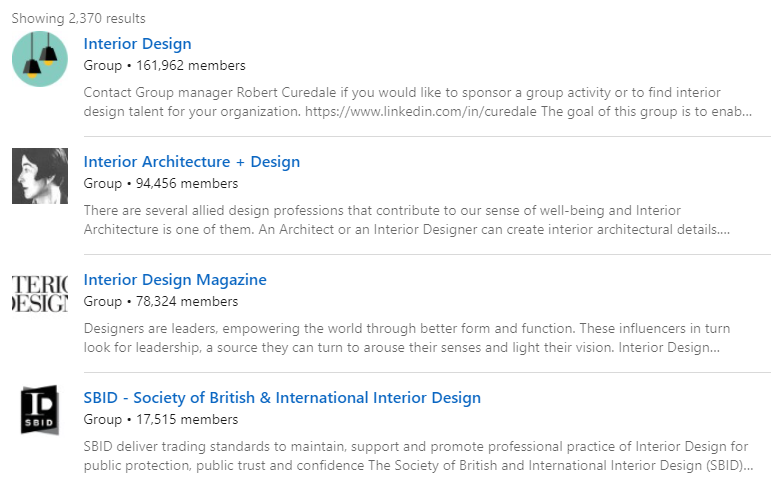 Showing 2,370 results
Interior Design
Group • 161,962 members
Contact Group manager Robert Curedale if you would like to sponsor a group activity or to find interior
design talent for your organization. https://www.linkedin.com/in/curedale The goal of this group is to enab...
Interior Architecture + Design
Group • 94,456 members
There are several allied design professions that contribute to our sense of well-being and Interior
Architecture is one of them. An Architect or an Interior Designer can create interior architectural details....
TERIO
DESIGN
Interior Design Magazine
Group • 78,324 members
Designers are leaders, empowering the world through better form and function. These influencers in turn
look for leadership, a source they can turn to arouse their senses and light their vision. Interior Design...
ID
SBID
SBID - Society of British & International Interior Design
Group • 17,515 members
SBID deliver trading standards to maintain, support and promote professional practice of Interior Design for
public protection, public trust and confidence The Society of British and International Interior Design (SBID)...